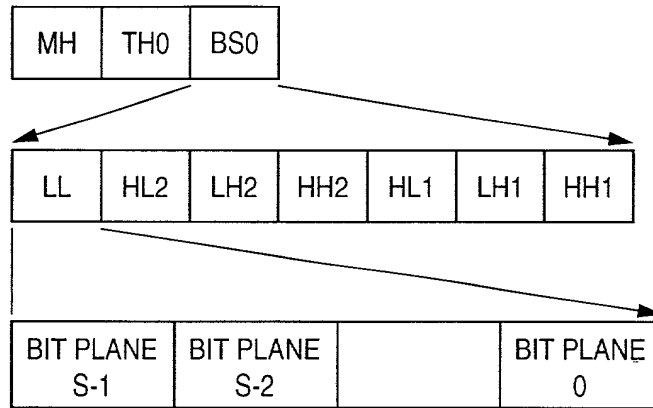 MH TH0 BS0
LL HL2 LH2 HH2 HL1 LH1 HH1
BIT PLANE BIT PLANE BIT PLANE
S-1 S-2 0